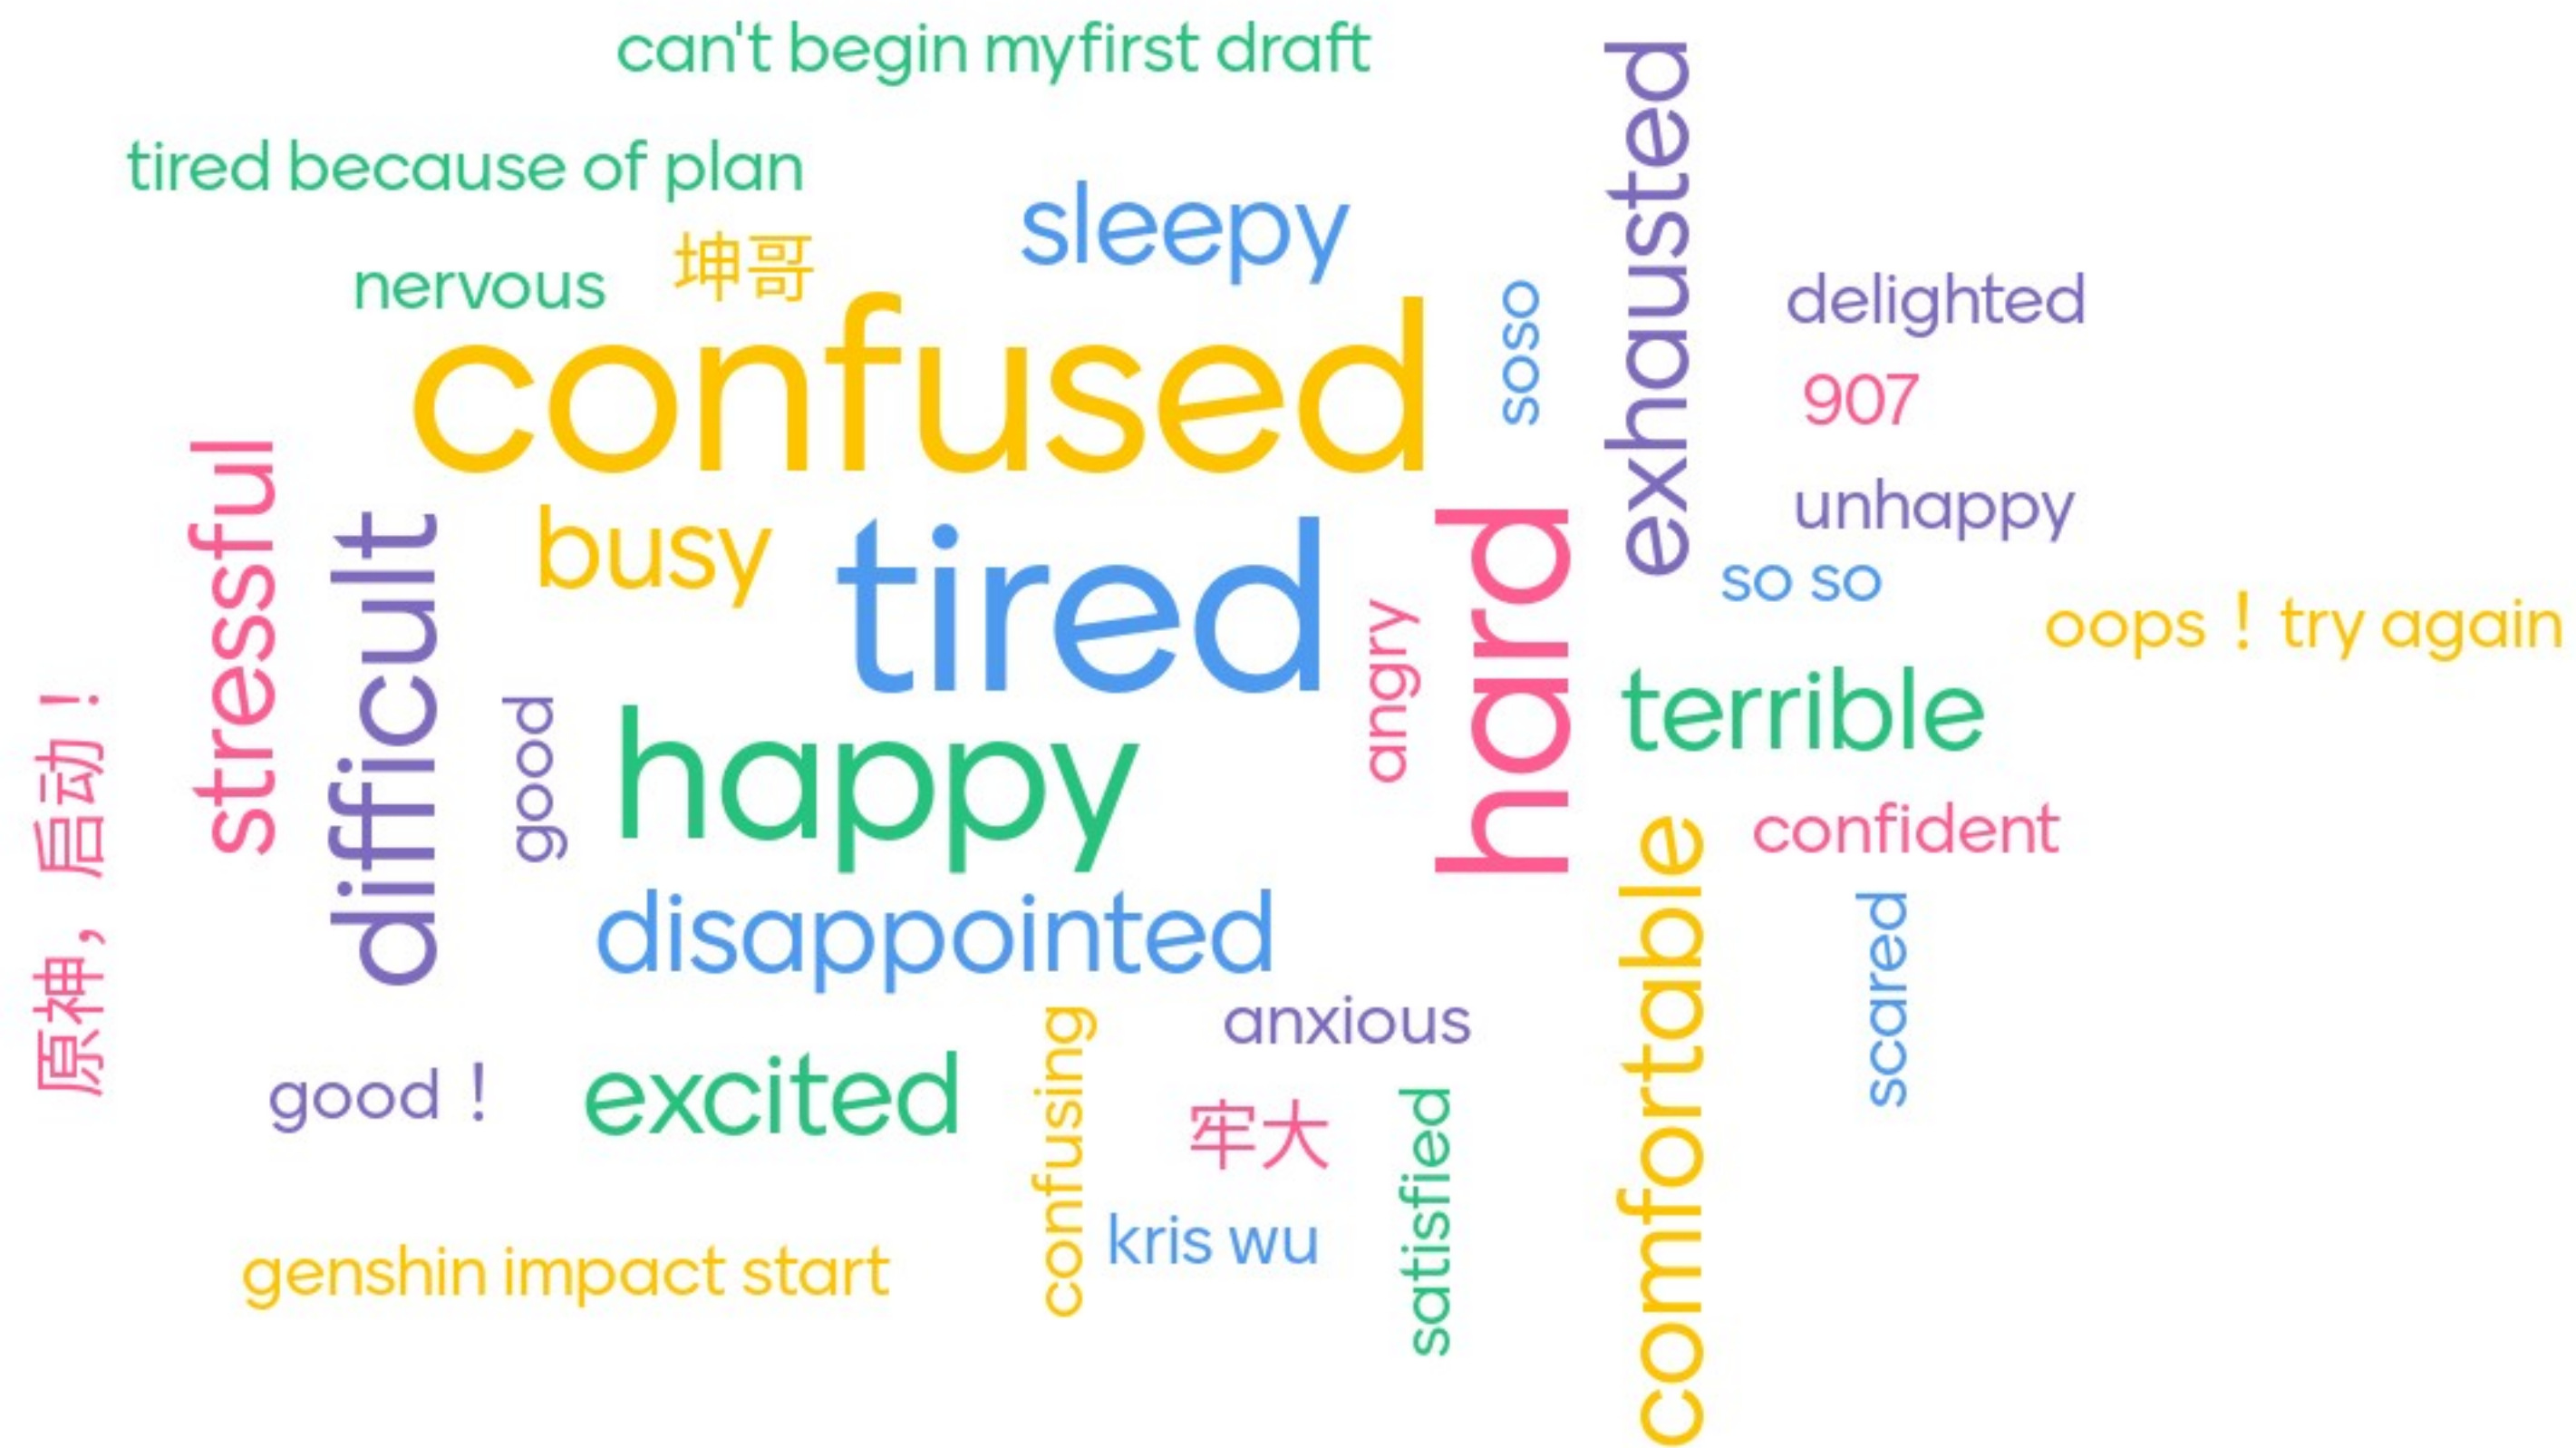 can't begin myfirst draft
tired because of plan
sleepy
坤哥
nervous
exhausted
delighted
soso
confused
907
stressful
unhappy
difficult
busy
tired
hard
so so
angry
oops！try again
good
happy
terrible
原神，启动！
confident
disappointed
comfortable
scared
anxious
good！
excited
confusing
牢大
satisfied
kris wu
genshin impact start